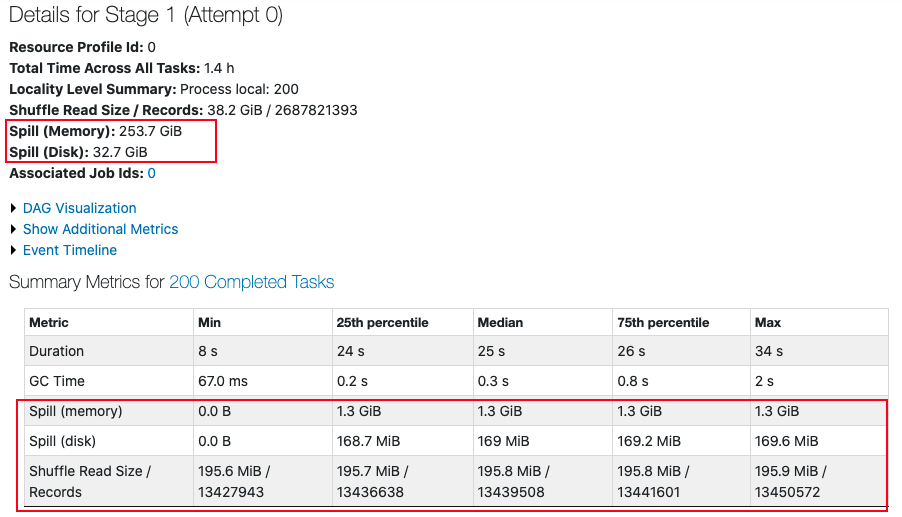 Details for Stage 1 (Attempt 0)
Resource Profile Id: 0
Total Time Across All Tasks: 1.4 h
Locality Level Summary: Process local: 200
Shuffle Read Size / Records: 38.2 GiB / 2687821393
Spill (Memory): 253.7 GiB
Spill (Disk): 32.7 GiB
Associated Job Ids: 0
DAG Visualization
Show Additional Metrics
Event Timeline
Summary Metrics for 200 Completed Tasks
Metric Min 25th percentile Median 75th percentile Max
Duration 8 s 24 s 25 s 26 s 34 s
GC Time 67.0 ms 0.2 s 0.3 s 0.8 s 2 s
Spill (memory) 0.0 B 1.3 GiB 1.3 GiB 1.3 GiB 1.3 GiB
Spill (disk) 0.0 B 168.7 MiB 169 MiB 169.2 MiB 169.6 MiB
Shuffle Read Size / 195.6 MiB / 195.7 MiB / 195.8 MiB / 195.8 MiB / 195.9 MiB /
Records 13427943 13436638 13439508 13441601 13450572